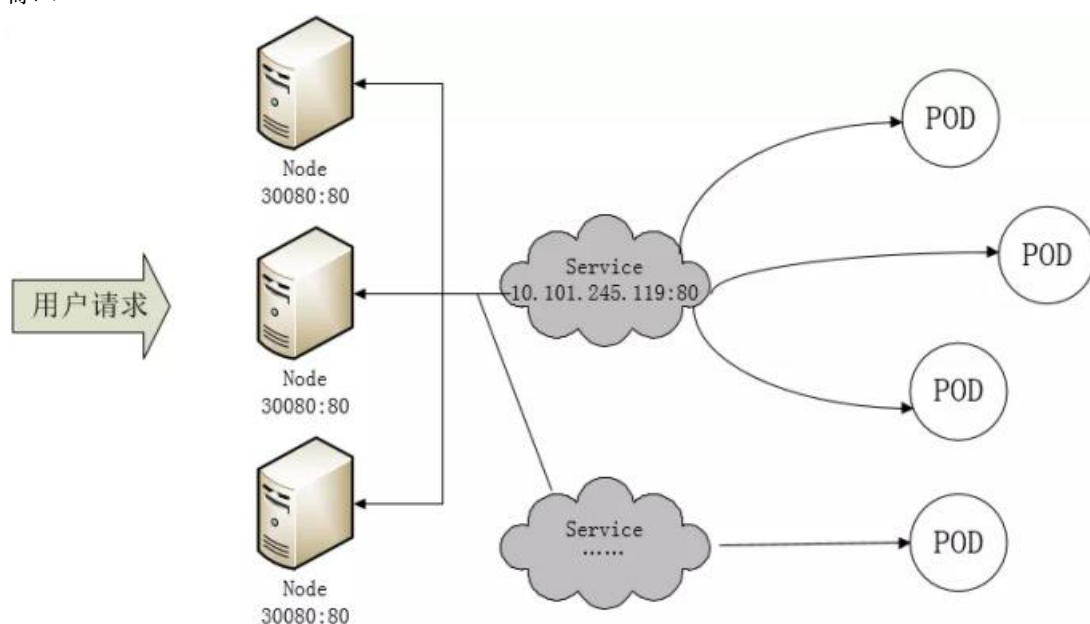 用户请求
Node
30080:80
Node
30080:80
Node
30080:80
Service
10.101.245.119:80
Service
......
POD
POD
POD
POD